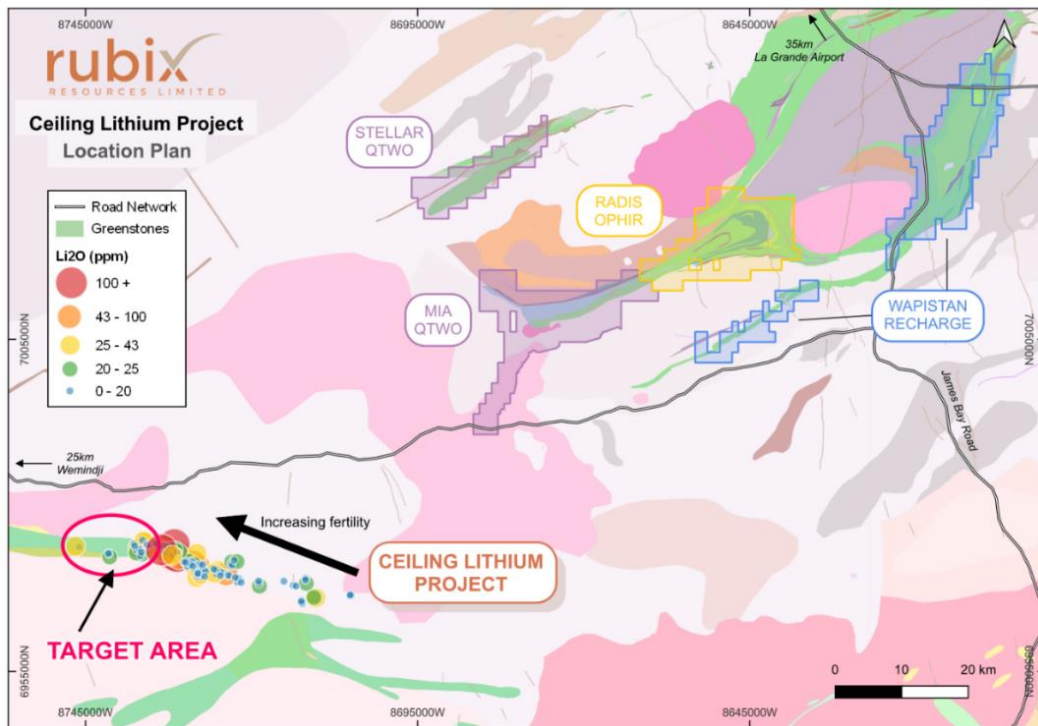 8745000W
8695000W
8645000W
rubix
RESOURCES LIMITED
Ceiling Lithium Project
Location Plan
Road Network
Greenstones
Li2O (ppm)
100 +
43 - 100
25 - 43
20 - 25
0 - 20
35km
La Grande Airport
STELLAR
QTWO
RADIS
OPHIR
MIA
QTWO
WAPISTAN
RECHARGE
7005000N
7005000N
James Bay Road
25km
Wemindji
Increasing fertility
CEILING LITHIUM
PROJECT
TARGET AREA
6955000N
6955000N
0 10 20 km
8745000W
8695000W
8645000W